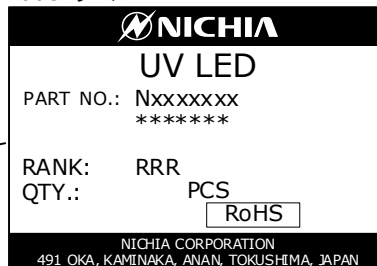 NICHIA
UV LED
PART NO.: Nxxxxxxx
*******
RANK: RRR
QTY.: PCS
RoHS
NICHIA CORPORATION
491 OKA, KAMINAKA, ANAN, TOKUSHIMA, JAPAN